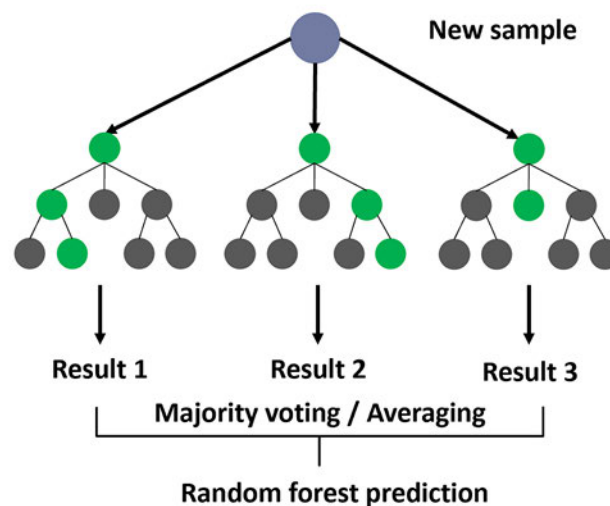 New sample
Result 1
Result 2
Result 3
Majority voting / Averaging
Random forest prediction